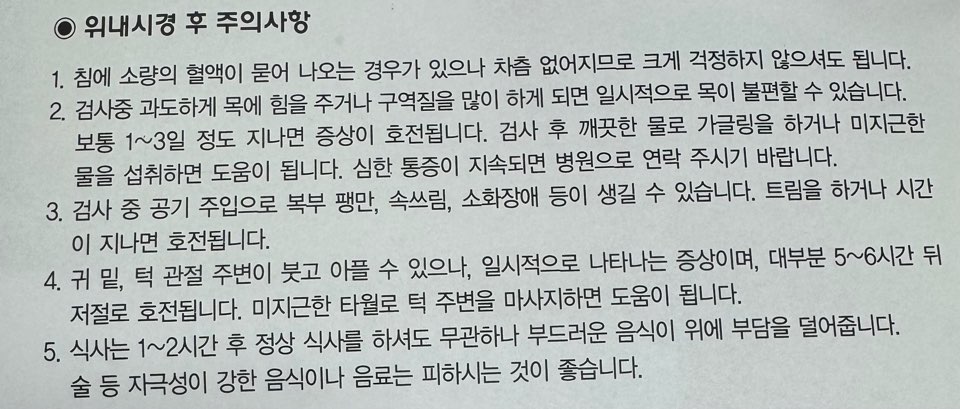 ◉ 위내시경 후 주의사항
1. 침에 소량의 혈액이 묻어 나오는 경우가 있으나 차츰 없어지므로 크게 걱정하지 않으셔도 됩니다.
2. 검사중 과도하게 목에 힘을 주거나 구역질을 많이 하게 되면 일시적으로 목이 불편할 수 있습니다.
보통 1~3일 정도 지나면 증상이 호전됩니다. 검사 후 깨끗한 물로 가글링을 하거나 미지근한
물을 섭취하면 도움이 됩니다. 심한 통증이 지속되면 병원으로 연락 주시기 바랍니다.
3. 검사 중 공기 주입으로 복부 팽만, 속쓰림, 소화장애 등이 생길 수 있습니다. 트림을 하거나 시간
이 지나면 호전됩니다.
4. 귀 밑, 턱 관절 주변이 붓고 아플 수 있으나, 일시적으로 나타나는 증상이며, 대부분 5~6시간 뒤
저절로 호전됩니다. 미지근한 타월로 턱 주변을 마사지하면 도움이 됩니다.
5. 식사는 1~2시간 후 정상 식사를 하셔도 무관하나 부드러운 음식이 위에 부담을 덜어줍니다.
술 등 자극성이 강한 음식이나 음료는 피하시는 것이 좋습니다.